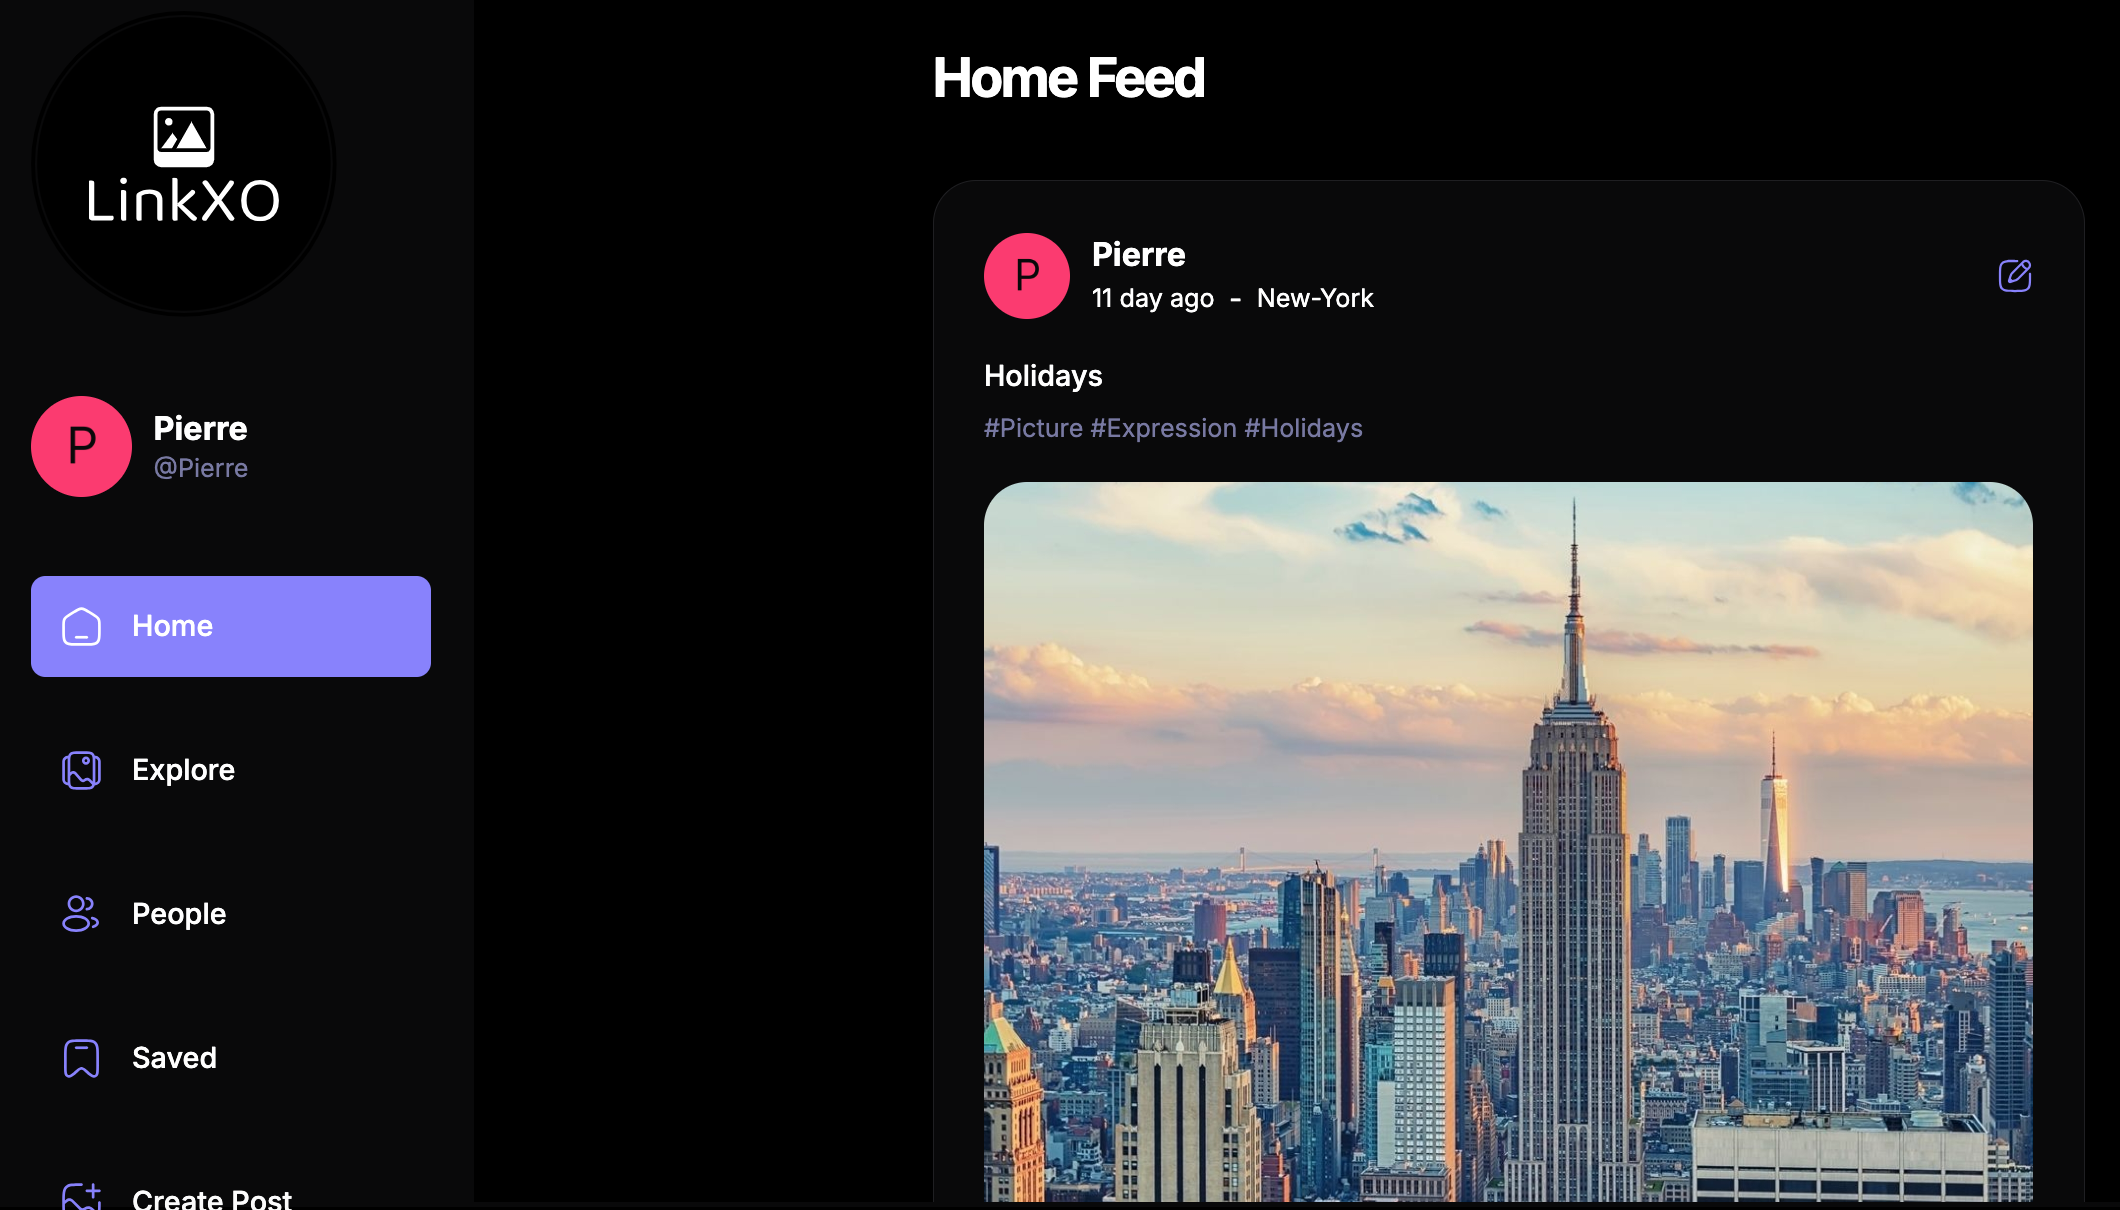 LinkXO
P
Pierre
@Pierre
Home
Explore
People
Saved
Create Post
Home Feed
P
Pierre
11 day ago - New-York
Holidays
#Picture #Expression #Holidays